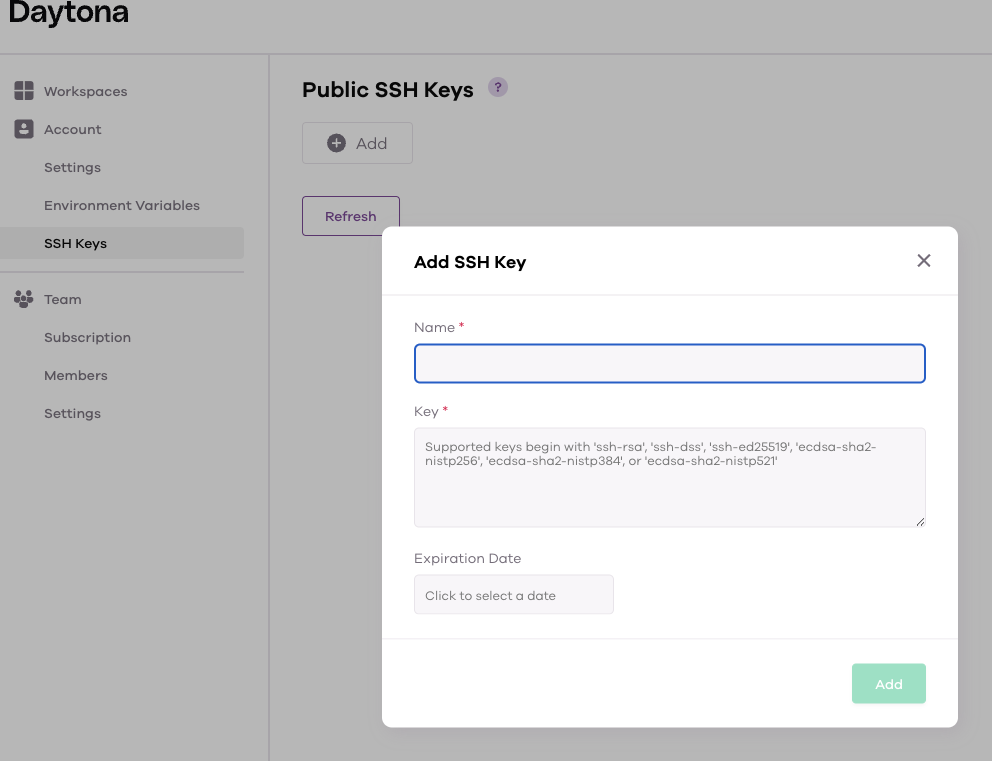 Daytona
Workspaces
Account
Settings
Environment Variables
SSH Keys
Team
Subscription
Members
Settings
Public SSH Keys ?
Add
Refresh
Add SSH Key
Name *
Key *
Supported keys begin with 'ssh-rsa', 'ssh-dss', 'ssh-ed25519', 'ecdsa-sha2-
nistp256', 'ecdsa-sha2-nistp384', or 'ecdsa-sha2-nistp521'
Expiration Date
Click to select a date
Add